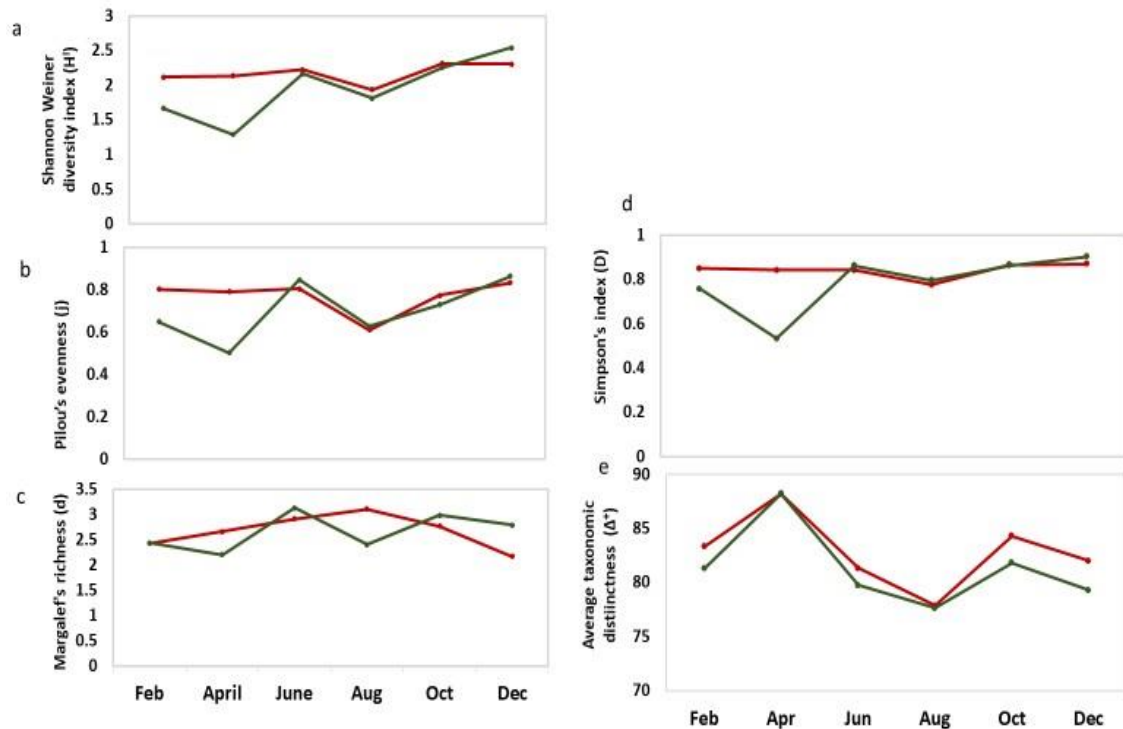 a
Shannon Weiner
diversity index (H')
3
2.5
2
1.5
1
0.5
0
b
Pilou's evenness (j)
1
0.8
0.6
0.4
0.2
0
c
Margalef's richness (d)
3.5
3
2.5
2
1.5
1
0.5
0
Feb April June Aug Oct Dec
d
Simpson's index (D)
1
0.8
0.6
0.4
0.2
0
e
Average taxonomic
distiinctness (Δ⁺)
90
85
80
75
70
Feb Apr Jun Aug Oct Dec